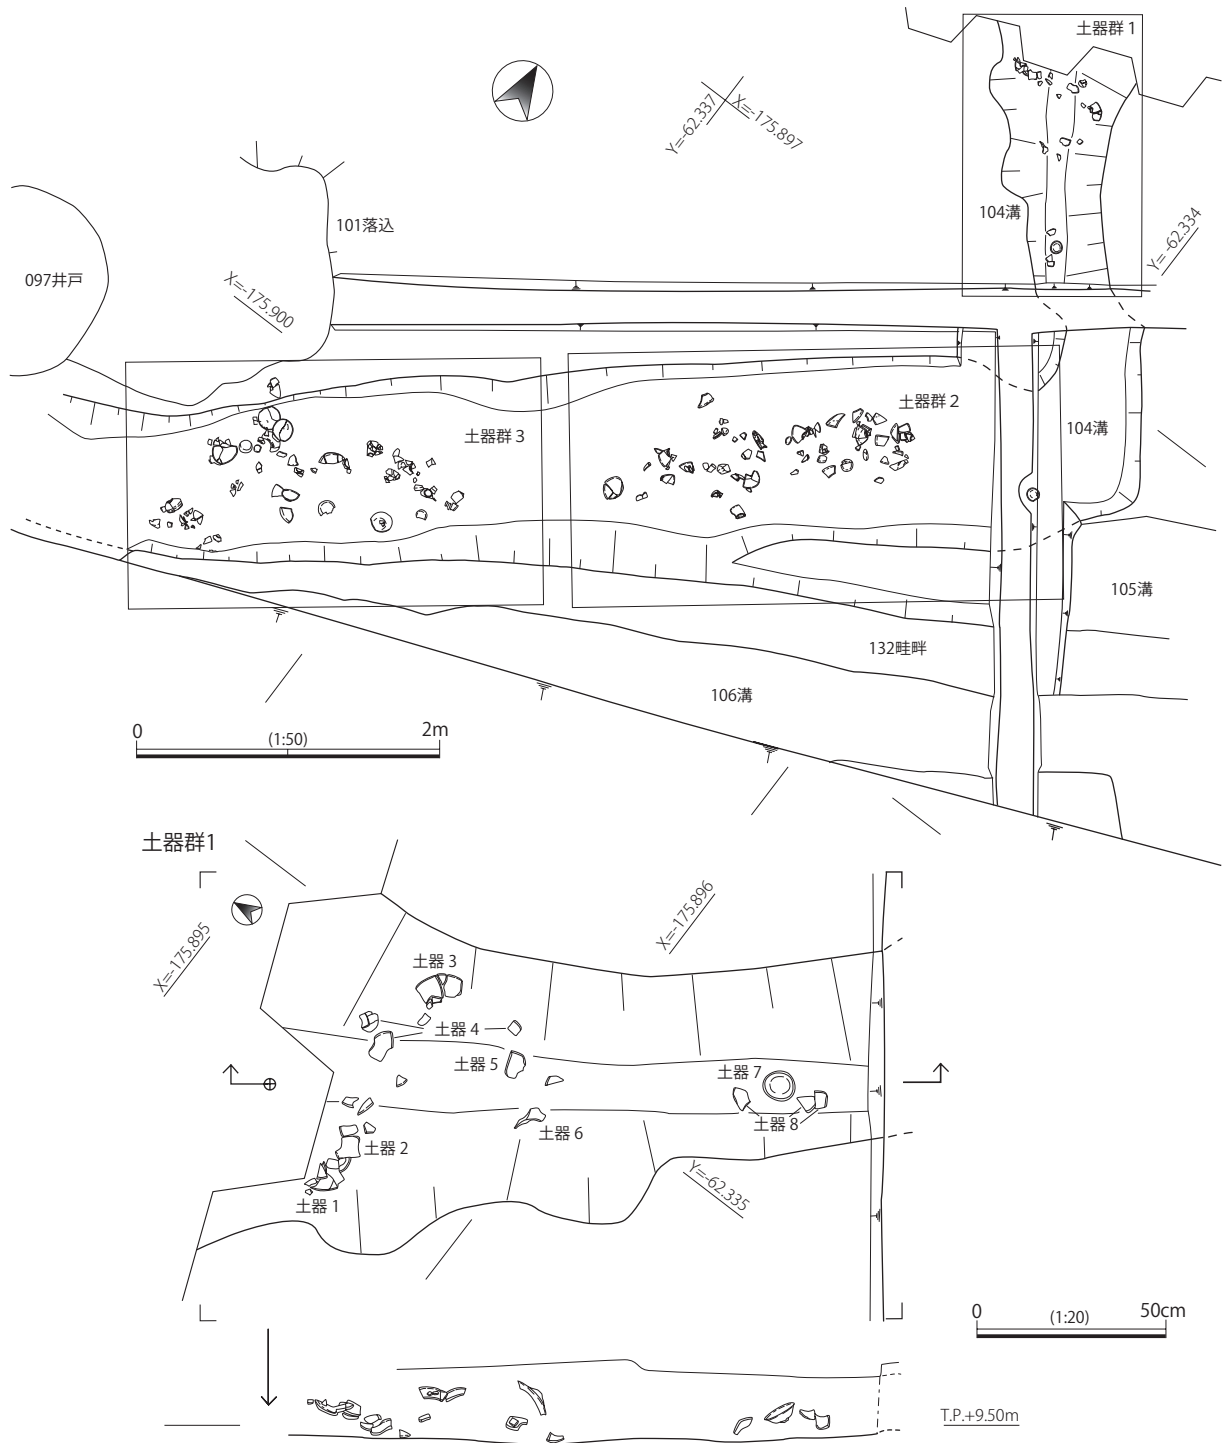 土器群 1
Y=-62.337
X=-175.897
104溝
Y= -62.334
101落込
097井戸
X=-175.900
土器群 2
土器群 3
104溝
105溝
132畦畔
106溝
0
(1:50)
2m
土器群1
X=-175.895
X=-175.896
土器 3
土器 4
土器 5
土器 7
土器 8
土器 6
土器 2
土器 1
Y=-62.335
0
(1:20)
50cm
T.P.+9.50m